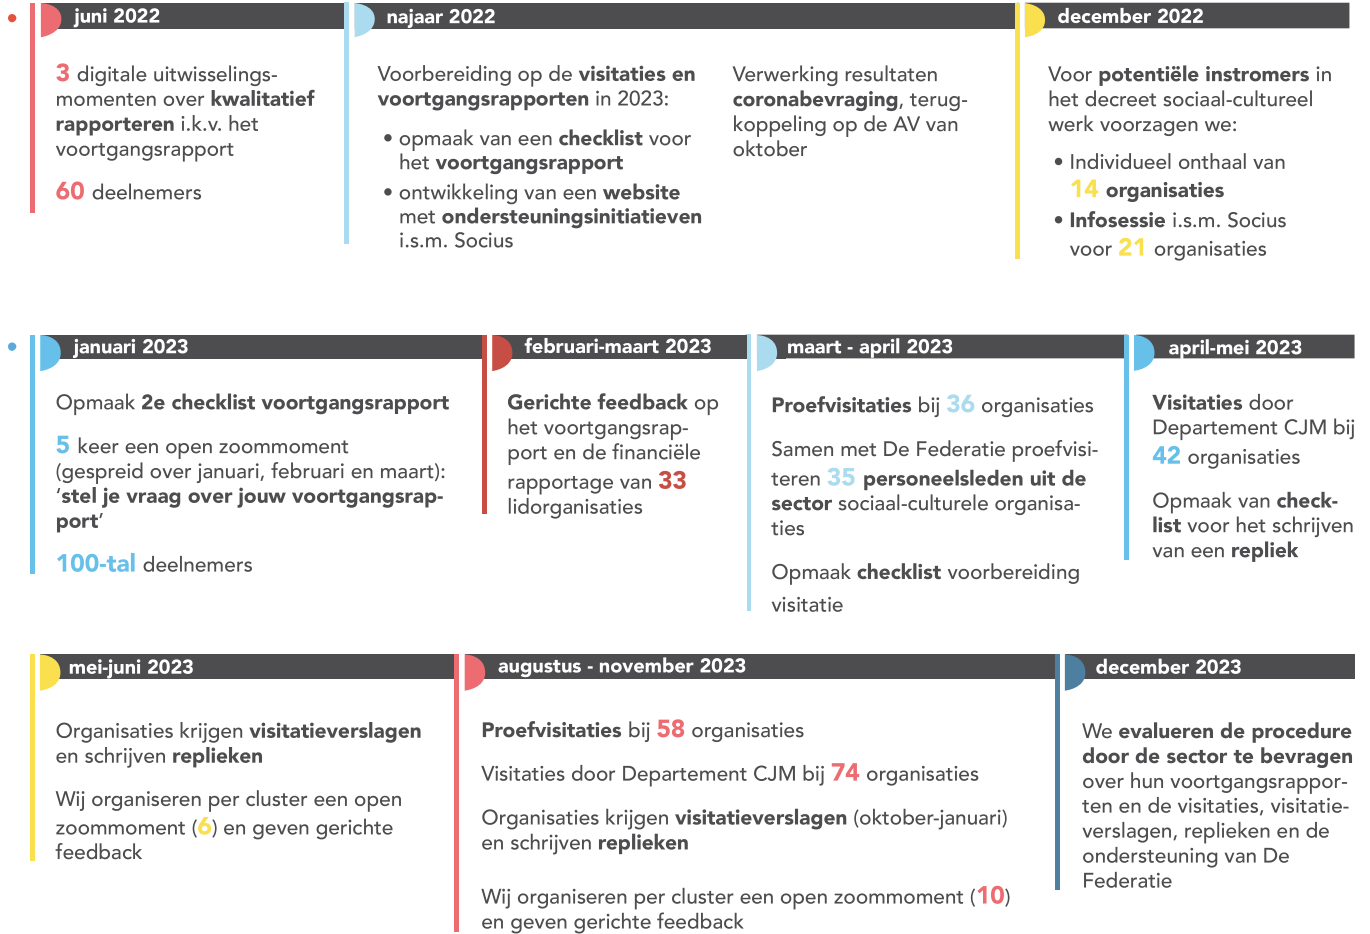 juni 2022
3 digitale uitwisselings-
momenten over kwalitatief
rapporteren i.k.v. het
voortgangsrapport
60 deelnemers
najaar 2022
Voorbereiding op de visitaties en
voortgangsrapporten in 2023:
• opmaak van een checklist voor
het voortgangsrapport
• ontwikkeling van een website
met ondersteuningsinitiatieven
i.s.m. Socius
Verwerking resultaten
coronabevraging, terug-
koppeling op de AV van
oktober
december 2022
Voor potentiële instromers in
het decreet sociaal-cultureel
werk voorzagen we:
• Individueel onthaal van
14 organisaties
• Infosessie i.s.m. Socius
voor 21 organisaties
januari 2023
Opmaak 2e checklist voortgangsrapport
5 keer een open zoommoment
(gespreid over januari, februari en maart):
‘stel je vraag over jouw voortgangsrap-
port’
100-tal deelnemers
februari-maart 2023
Gerichte feedback op
het voortgangsrap-
port en de financiële
rapportage van 33
lidorganisaties
maart - april 2023
Proefvisitaties bij 36 organisaties
Samen met De Federatie proefvisi-
teren 35 personeelsleden uit de
sector sociaal-culturele organisa-
ties
Opmaak checklist voorbereiding
visitatie
april-mei 2023
Visitaties door
Departement CJM bij
42 organisaties
Opmaak van check-
list voor het schrijven
van een repliek
mei-juni 2023
Organisaties krijgen visitatieverslagen
en schrijven replieken
Wij organiseren per cluster een open
zoommoment (6) en geven gerichte
feedback
augustus - november 2023
Proefvisitaties bij 58 organisaties
Visitaties door Departement CJM bij 74 organisaties
Organisaties krijgen visitatieverslagen (oktober-januari)
en schrijven replieken
Wij organiseren per cluster een open zoommoment (10)
en geven gerichte feedback
december 2023
We evalueren de procedure
door de sector te bevragen
over hun voortgangsrappor-
ten en de visitaties, visitatie-
verslagen, replieken en de
ondersteuning van De
Federatie